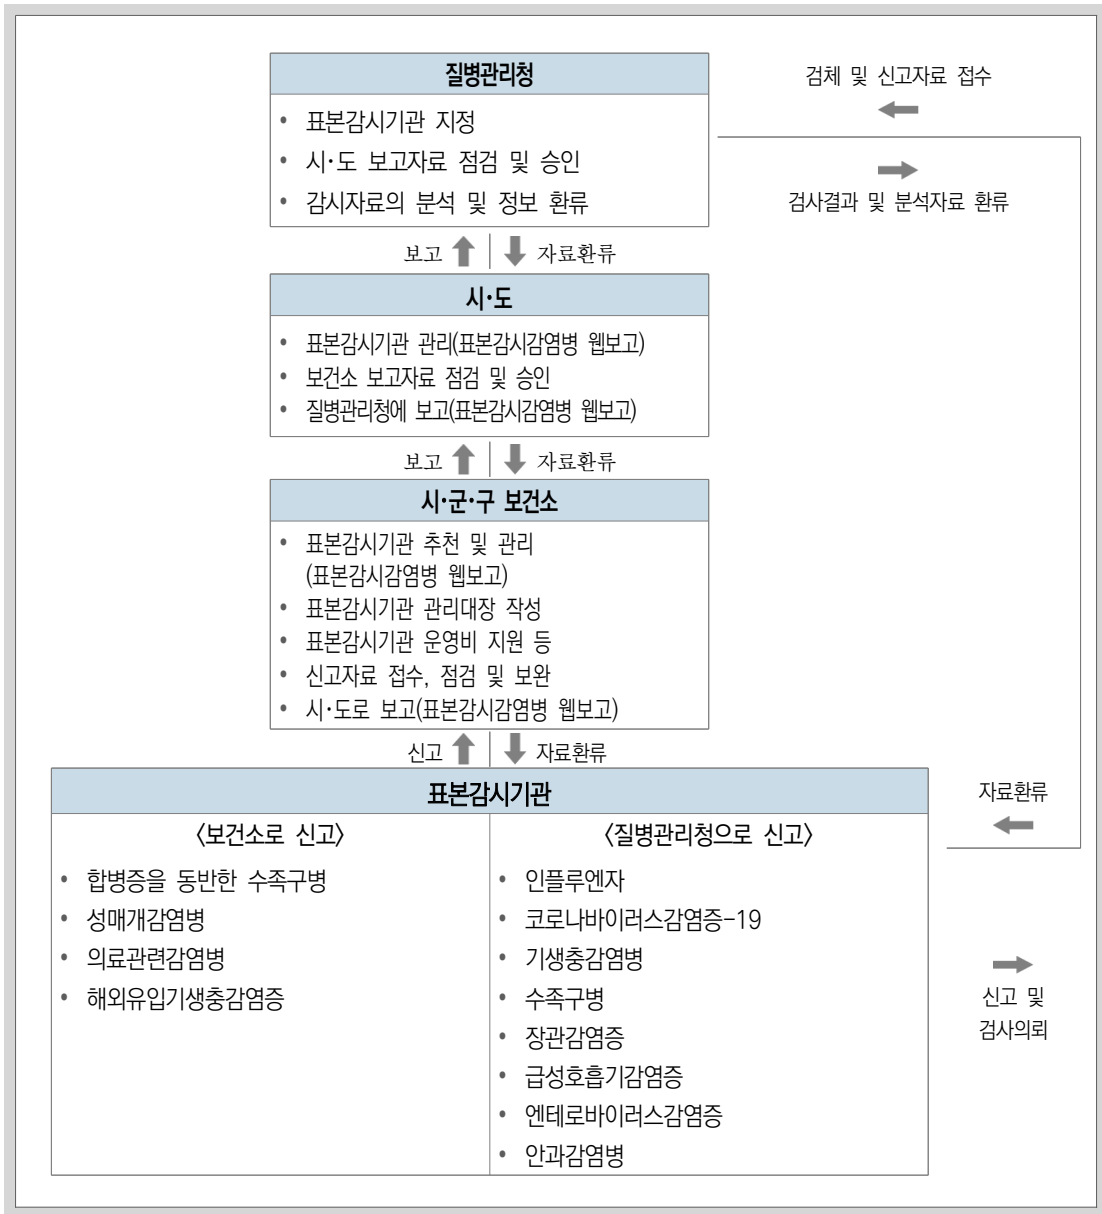 질병관리청
• 표본감시기관 지정
• 시·도 보고자료 점검 및 승인
• 감시자료의 분석 및 정보 환류
검체 및 신고자료 접수
검사결과 및 분석자료 환류
보고 자료환류
시·도
• 표본감시기관 관리(표본감시감염병 웹보고)
• 보건소 보고자료 점검 및 승인
• 질병관리청에 보고(표본감시감염병 웹보고)
보고 자료환류
시·군·구 보건소
• 표본감시기관 추천 및 관리
(표본감시감염병 웹보고)
• 표본감시기관 관리대장 작성
• 표본감시기관 운영비 지원 등
• 신고자료 접수, 점검 및 보완
• 시·도로 보고(표본감시감염병 웹보고)
신고 자료환류
표본감시기관
〈보건소로 신고〉
• 합병증을 동반한 수족구병
• 성매개감염병
• 의료관련감염병
• 해외유입기생충감염증
〈질병관리청으로 신고〉
• 인플루엔자
• 코로나바이러스감염증-19
• 기생충감염병
• 수족구병
• 장관감염증
• 급성호흡기감염증
• 엔테로바이러스감염증
• 안과감염병
자료환류
신고 및
검사의뢰